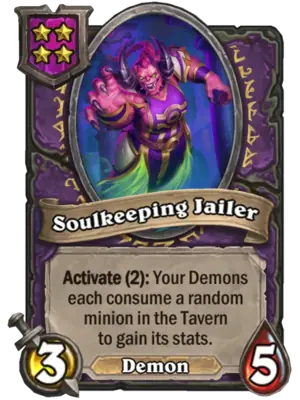 Soulkeeping Jailer
Activate (2): Your Demons
each consume a random
minion in the Tavern
to gain its stats.
3
Demon
5